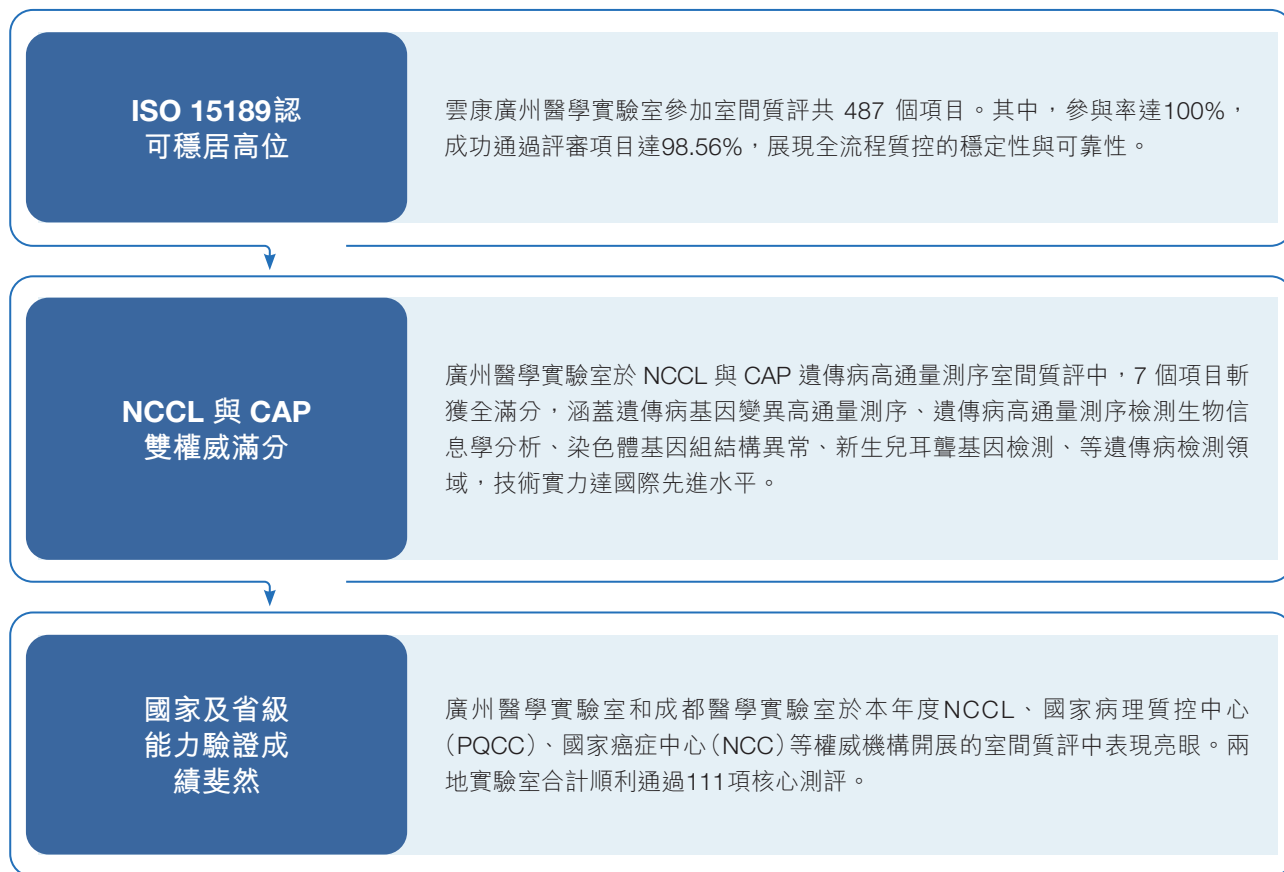 ISO 15189認
可穩居高位
雲康廣州醫學實驗室參加室間質評共 487 個項目。其中，參與率達100%，
成功通過評審項目達98.56%，展現全流程質控的穩定性與可靠性。
NCCL 與 CAP
雙權威滿分
廣州醫學實驗室於 NCCL 與 CAP 遺傳病高通量測序室間質評中，7 個項目斬
獲全滿分，涵蓋遺傳病基因變異高通量測序、遺傳病高通量測序檢測生物信
息學分析、染色體基因組結構異常、新生兒耳聾基因檢測、等遺傳病檢測領
域，技術實力達國際先進水平。
國家及省級
能力驗證成
績斐然
廣州醫學實驗室和成都醫學實驗室於本年度NCCL、國家病理質控中心
（PQCC）、國家癌症中心（NCC）等權威機構開展的室間質評中表現亮眼。兩
地實驗室合計順利通過111項核心測評。